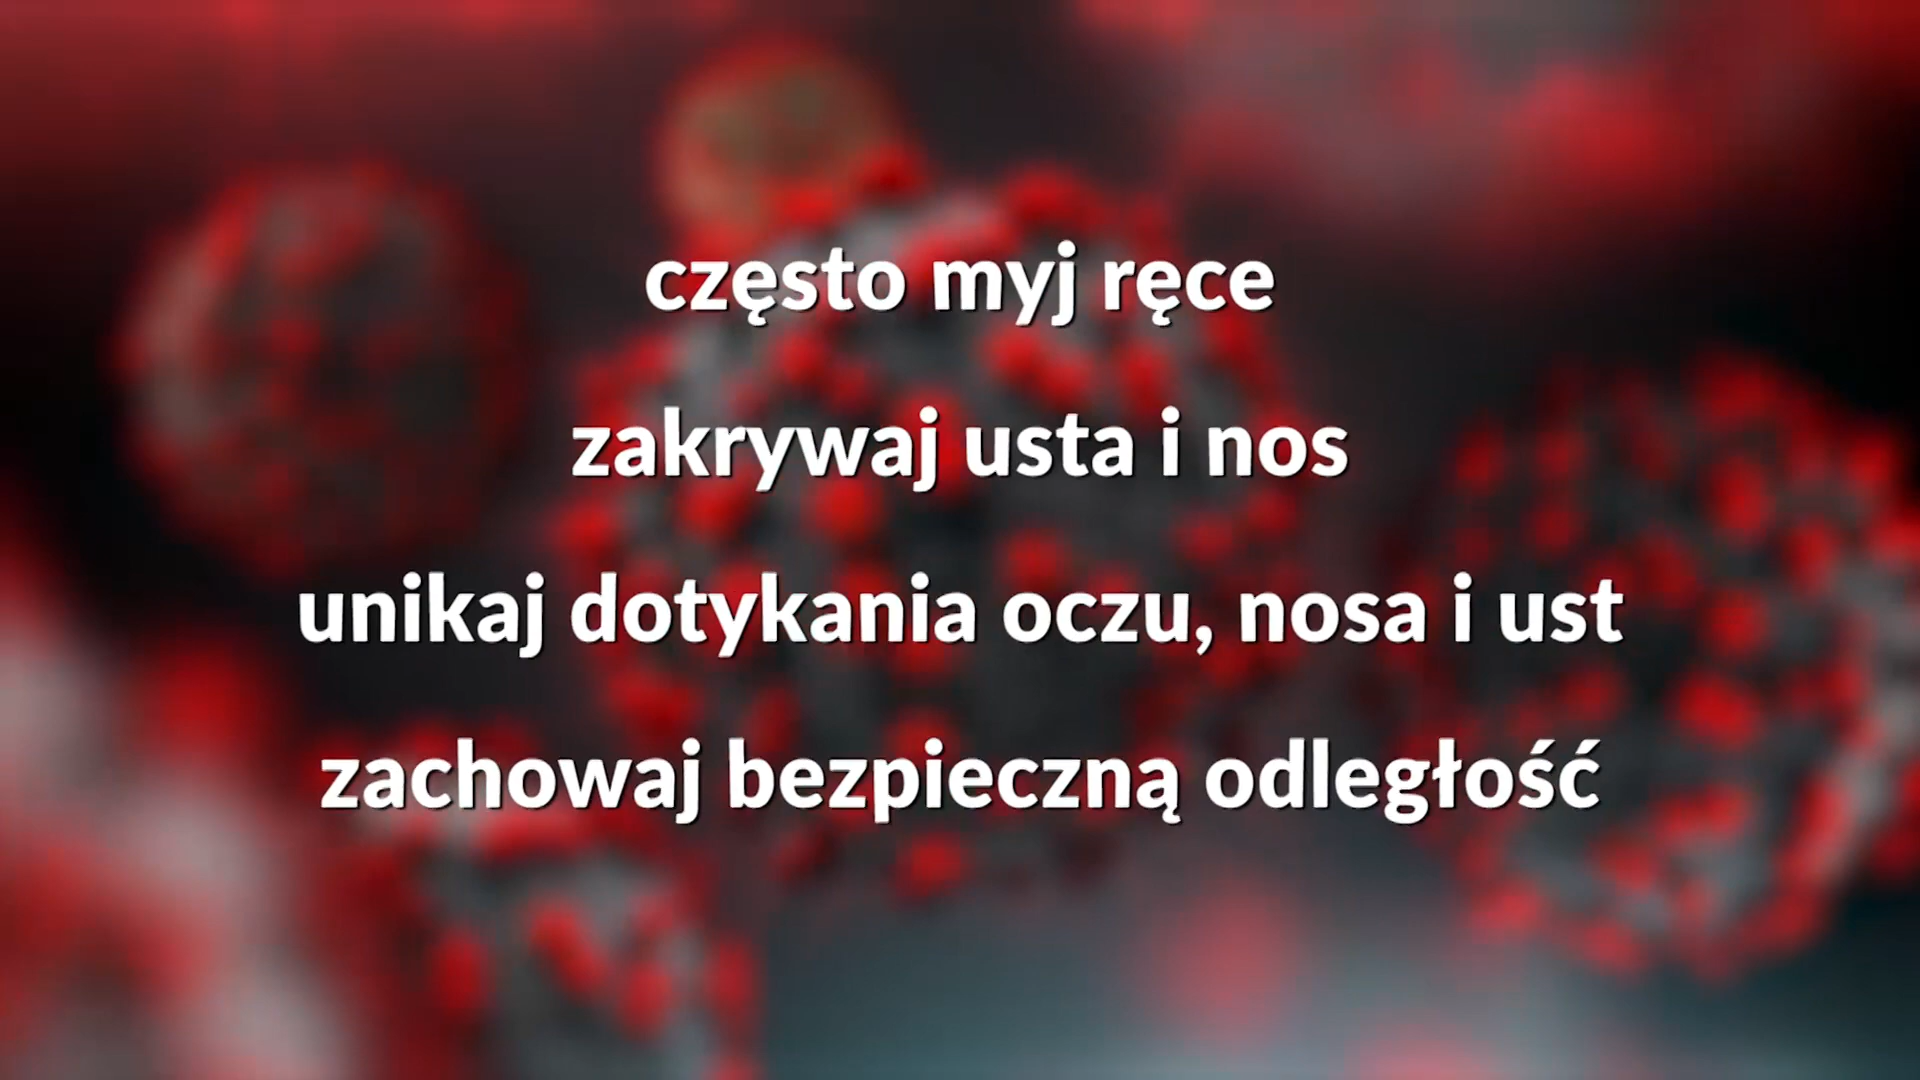 często myj ręce
zakrywaj usta i nos
unikaj dotykania oczu, nosa i ust
zachowaj bezpieczną odległość